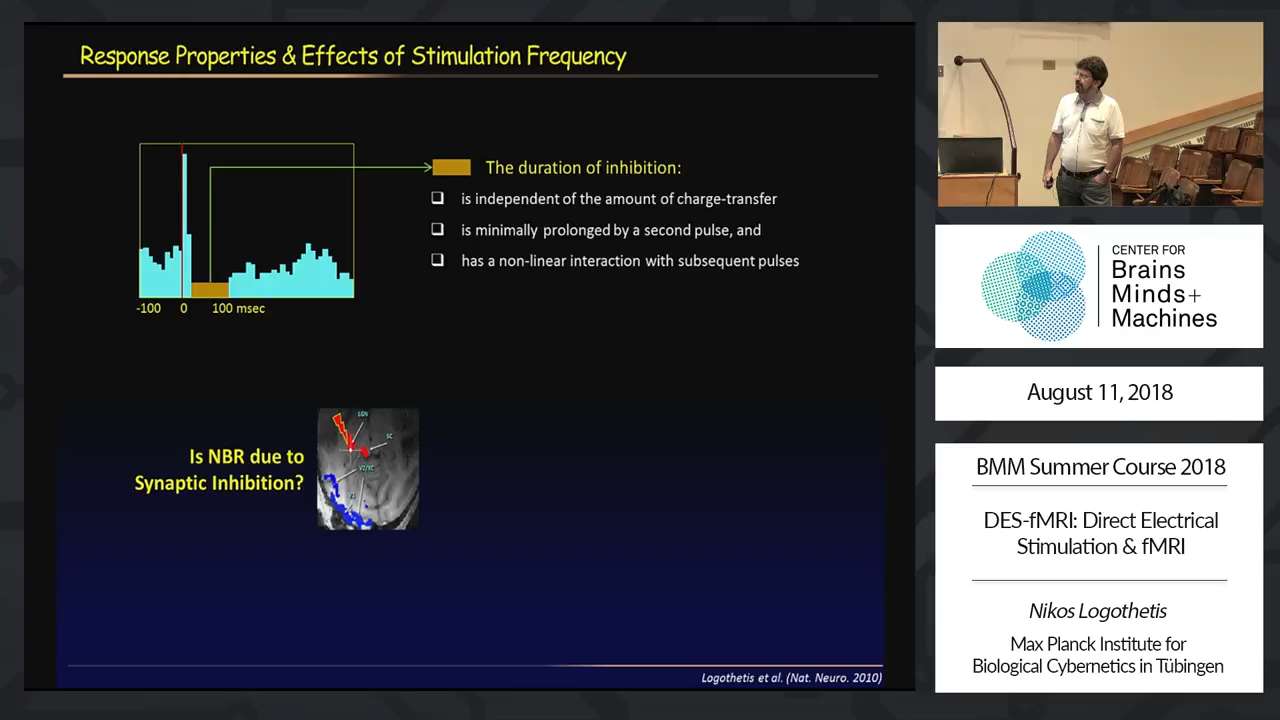 Response Properties & Effects of Stimulation Frequency
The duration of inhibition:
is independent of the amount of charge-transfer
is minimally prolonged by a second pulse, and
has a non-linear interaction with subsequent pulses
-100 0 100 msec
Is NBR due to
Synaptic Inhibition?
LGN
SC
V2/XC
Logothetis et al. (Nat. Neuro. 2010)
CENTER FOR
Brains
Minds+
Machines
August 11, 2018
BMM Summer Course 2018
DES-fMRI: Direct Electrical
Stimulation & fMRI
Nikos Logothetis
Max Planck Institute for
Biological Cybernetics in Tübingen